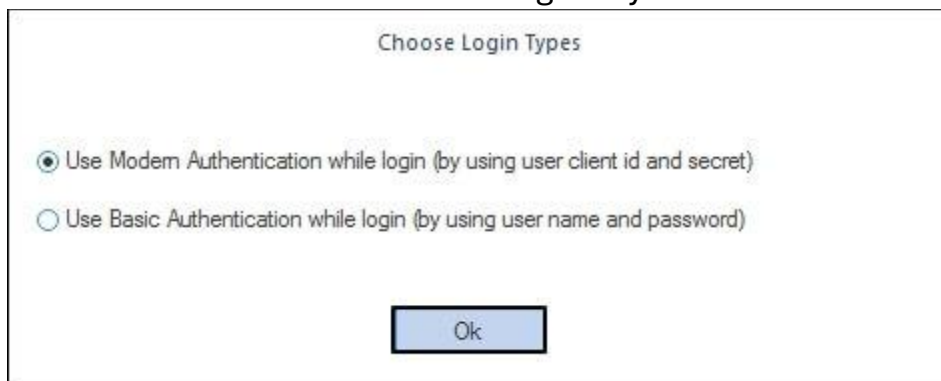 Choose Login Types
Use Modern Authentication while login (by using user client id and secret)
Use Basic Authentication while login (by using user name and password)
Ok